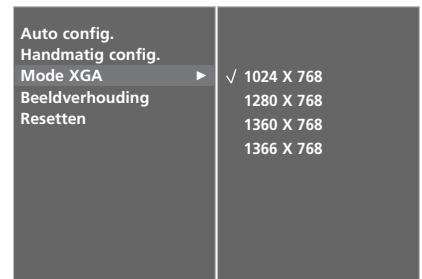 Auto config.
Handmatig config.
Mode XGA ►
Beeldverhouding
Resetten
√ 1024 X 768
1280 X 768
1360 X 768
1366 X 768